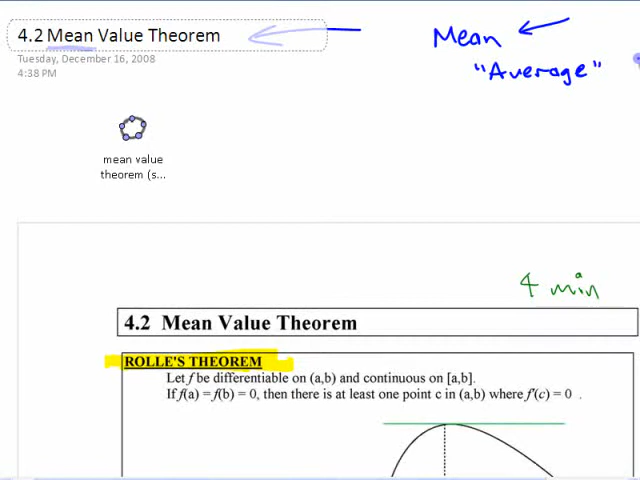 4.2 Mean Value Theorem
Mean
Tuesday, December 16, 2008
"Average"
4:38 PM
mean value
theorem (s...
4 min
4.2 Mean Value Theorem
ROLLE'S THEOREM
Let f be differentiable on (a,b) and continuous on [a,b].
If f(a) = f(b) = 0, then there is at least one point c in (a,b) where f'(c) = 0 .